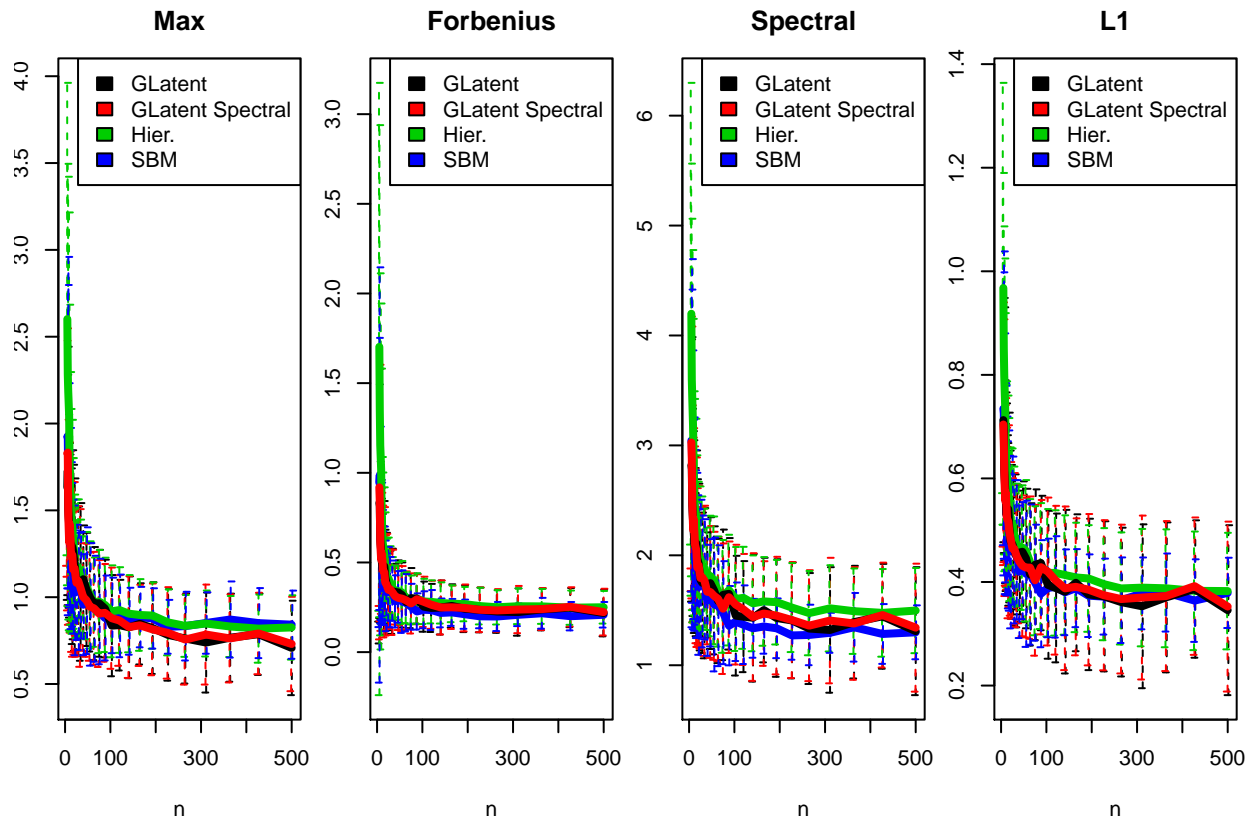 Max
4.0
3.5
3.0
2.5
2.0
1.5
1.0
0.5
GLatent
GLatent Spectral
Hier.
SBM
0 100 300 500
n
Forbenius
3.0
2.5
2.0
1.5
1.0
0.5
0.0
GLatent
GLatent Spectral
Hier.
SBM
0 100 300 500
n
Spectral
6
5
4
3
2
1
GLatent
GLatent Spectral
Hier.
SBM
0 100 300 500
n
L1
1.4
1.2
1.0
0.8
0.6
0.4
0.2
GLatent
GLatent Spectral
Hier.
SBM
0 100 300 500
n